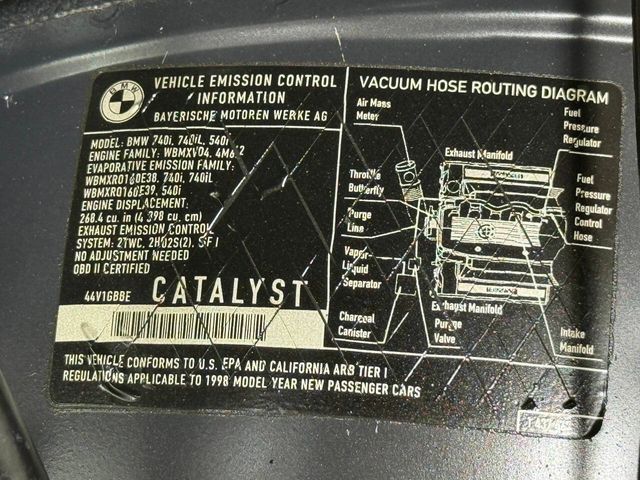 BMW
VEHICLE EMISSION CONTROL
INFORMATION
BAYERISCHE MOTOREN WERKE AG
MODEL: BMW 740i, 740iL, 540i
ENGINE FAMILY:
EVAPORATIVE EMISSION FAMILY:
WBMXR0160E38, 740i, 740iL
WBMXR0160E39, 540i
ENGINE DISPLACEMENT:
268.4 cu. in (4 398 cu. cm)
EXHAUST EMISSION CONTROL
SYSTEM: 2TWC, 2HO2S(2), SFI
NO ADJUSTMENT NEEDED
OBD II CERTIFIED
44V1GBBE CATALYST
THIS VEHICLE CONFORMS TO U.S. EPA AND CALIFORNIA ARB TIER I
REGULATIONS APPLICABLE TO 1998 MODEL YEAR NEW PASSENGER CARS
VACUUM HOSE ROUTING DIAGRAM
Air Mass
Meter
Throttle
Butterfly
Purge
Line
Vapor
Liquid
Separator
Charcoal
Canister
Exhaust Manifold
Exhaust Manifold
Purge
Valve
Fuel
Pressure
Regulator
Fuel
Pressure
Regulator
Control
Hose
Intake
Manifold